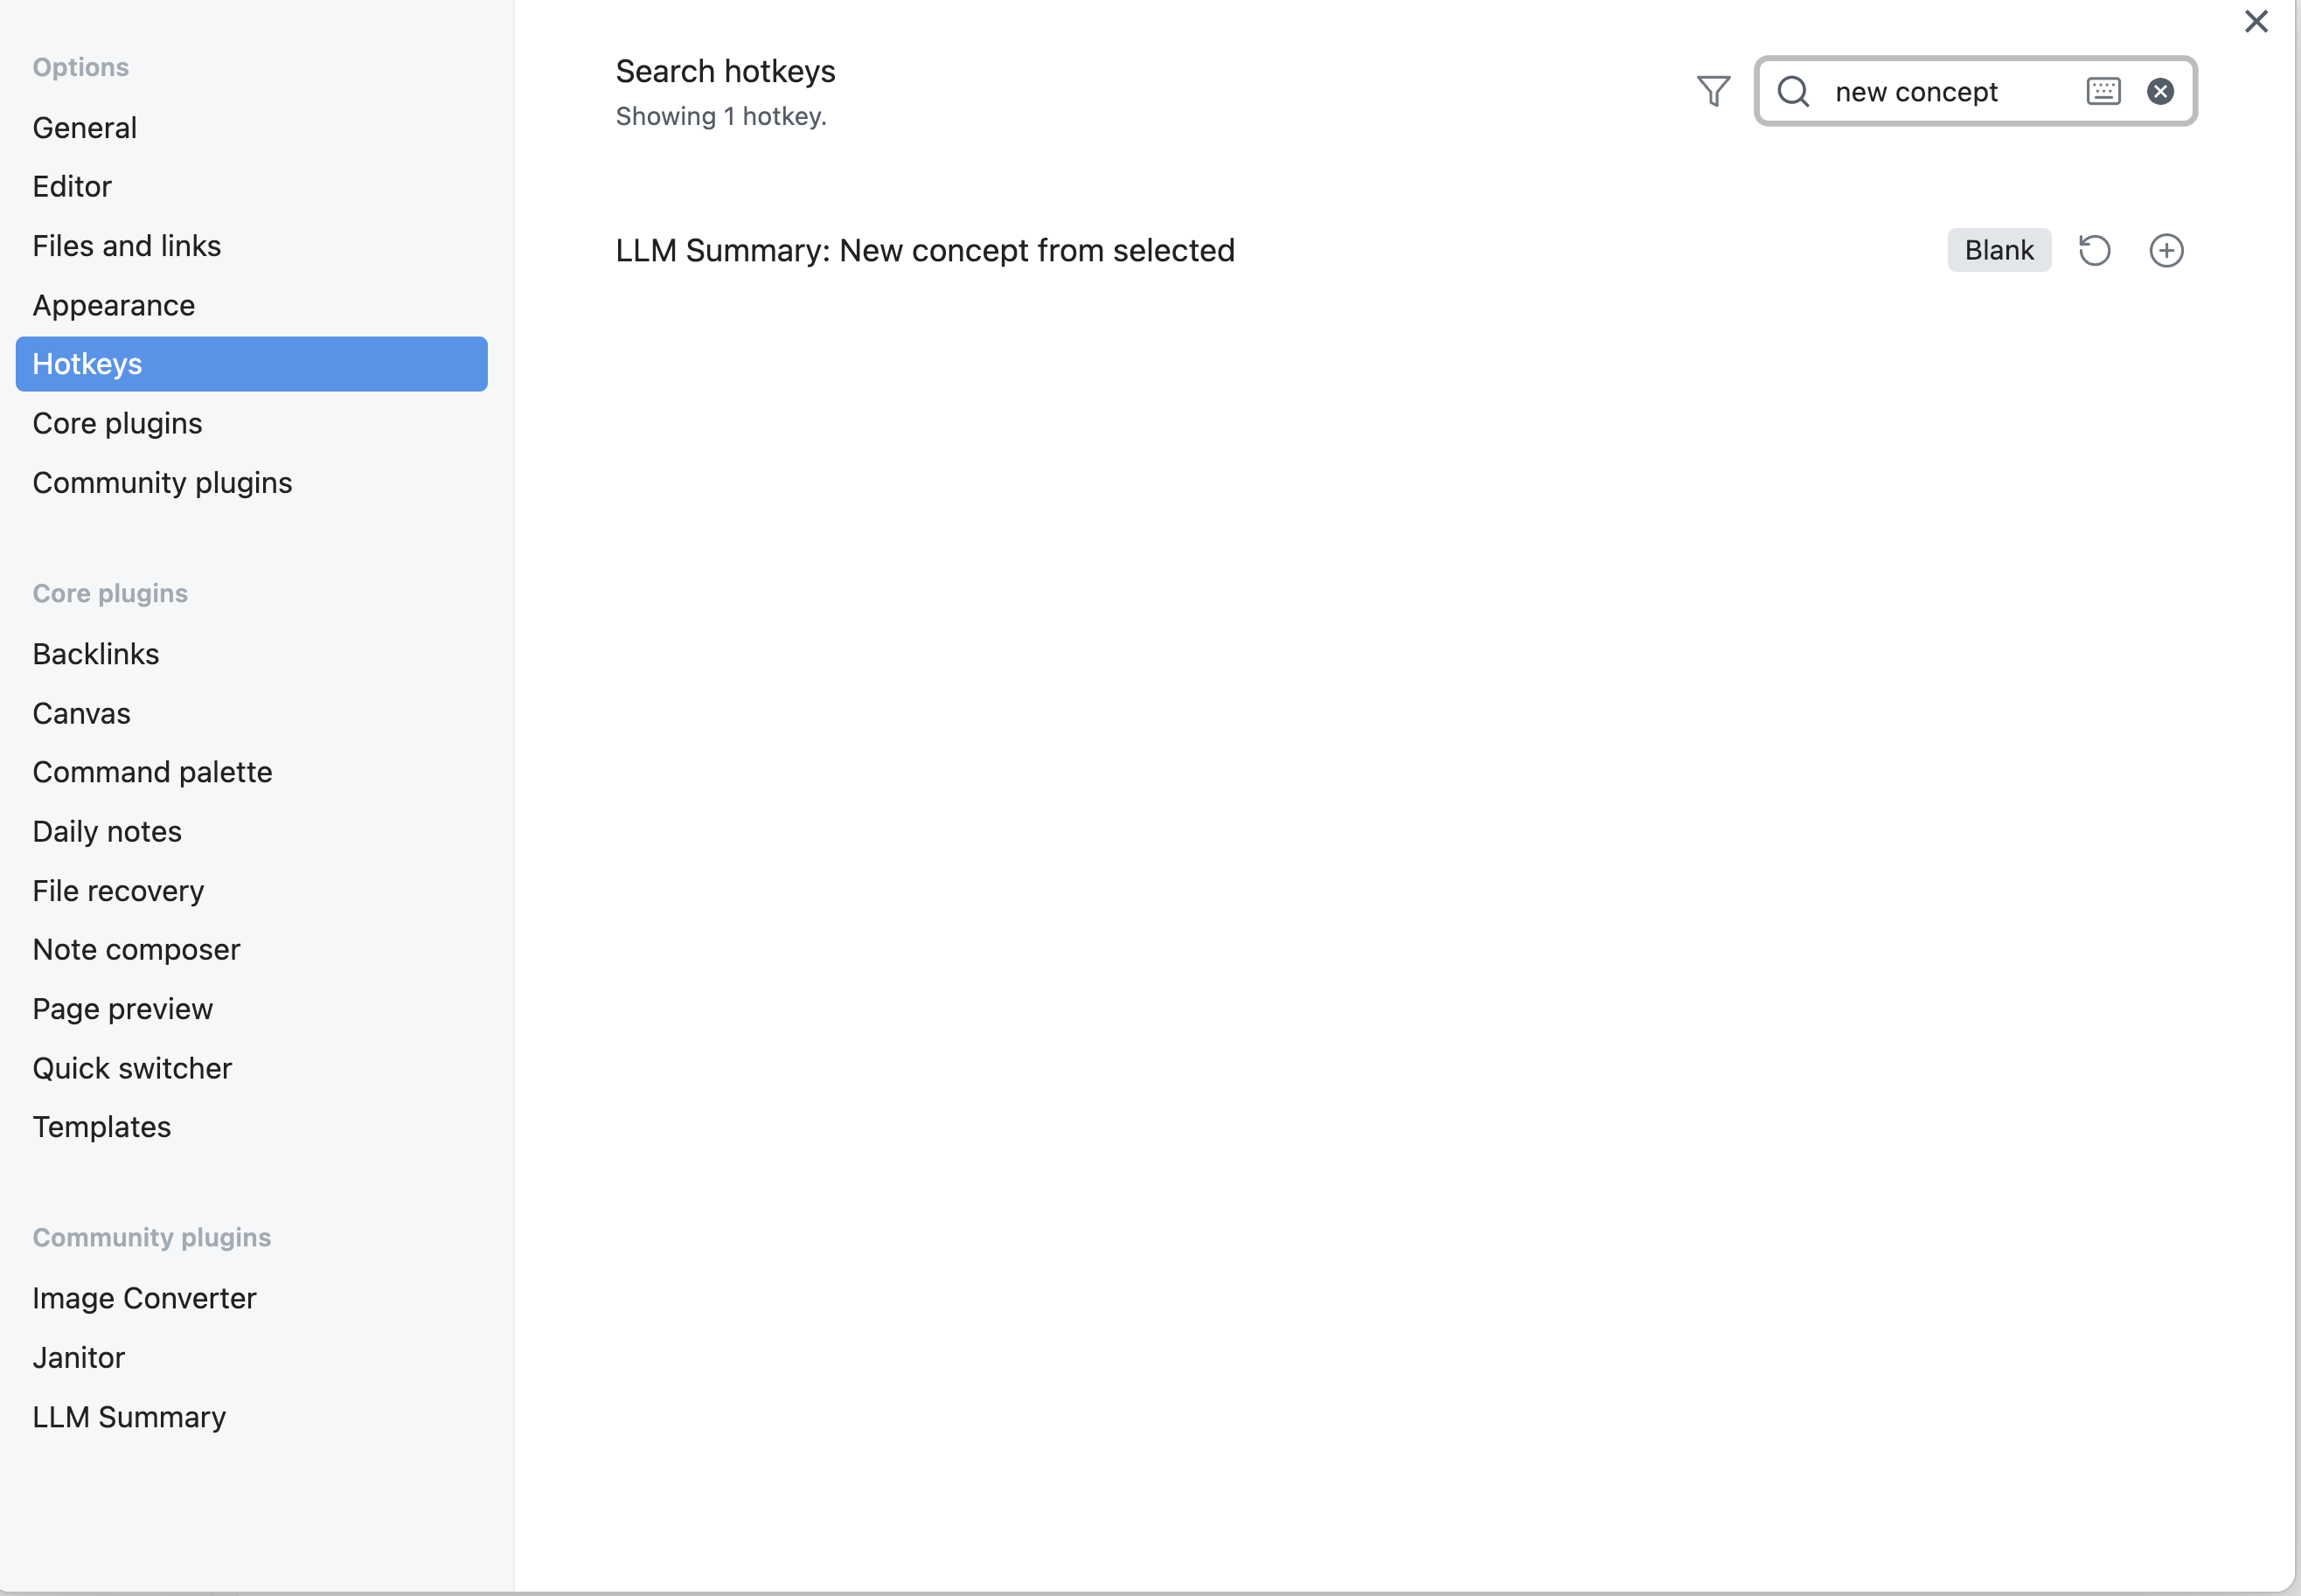 Options
General
Editor
Files and links
Appearance
Hotkeys
Core plugins
Community plugins
Core plugins
Backlinks
Canvas
Command palette
Daily notes
File recovery
Note composer
Page preview
Quick switcher
Templates
Community plugins
Image Converter
Janitor
LLM Summary
Search hotkeys
Showing 1 hotkey.
new concept
LLM Summary: New concept from selected
Blank